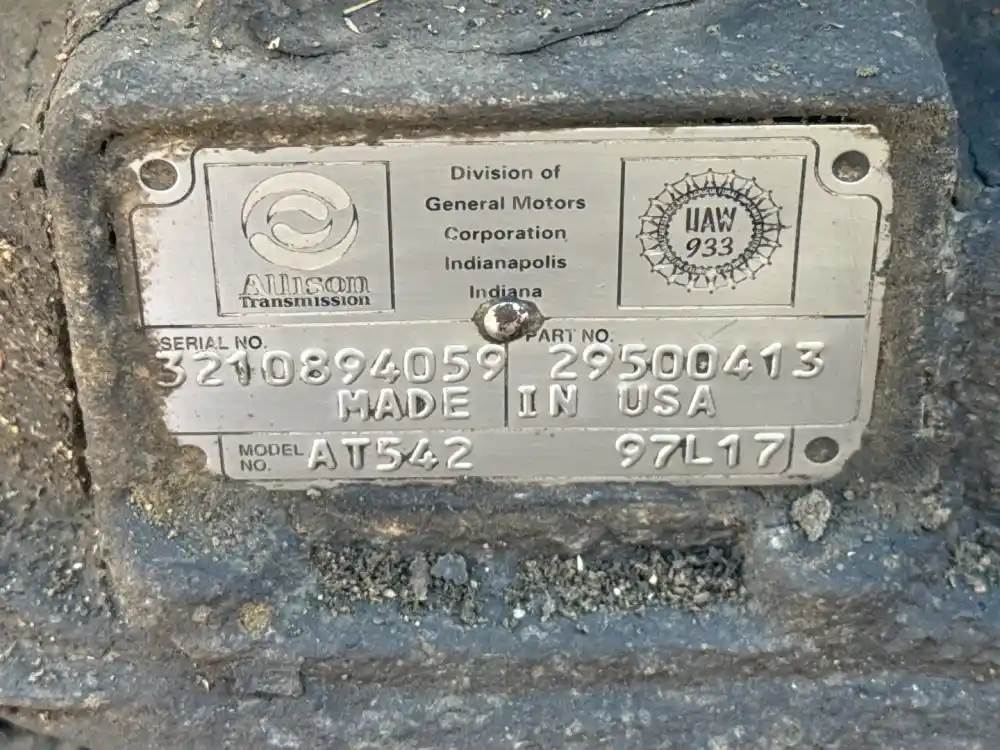 Allison
Transmission
Division of
General Motors
Corporation
Indianapolis
Indiana
UAW
933
SERIAL NO.
3210894059
PART NO.
29500413
MADE IN USA
MODEL
NO.
AT542
97L17